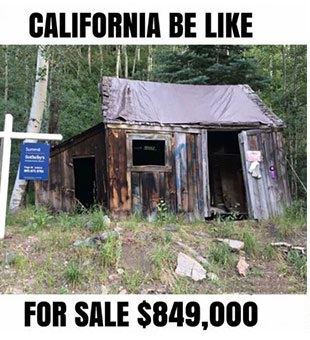 CALIFORNIA BE LIKE
Summit
Sotheby's
FOR SALE $849,000